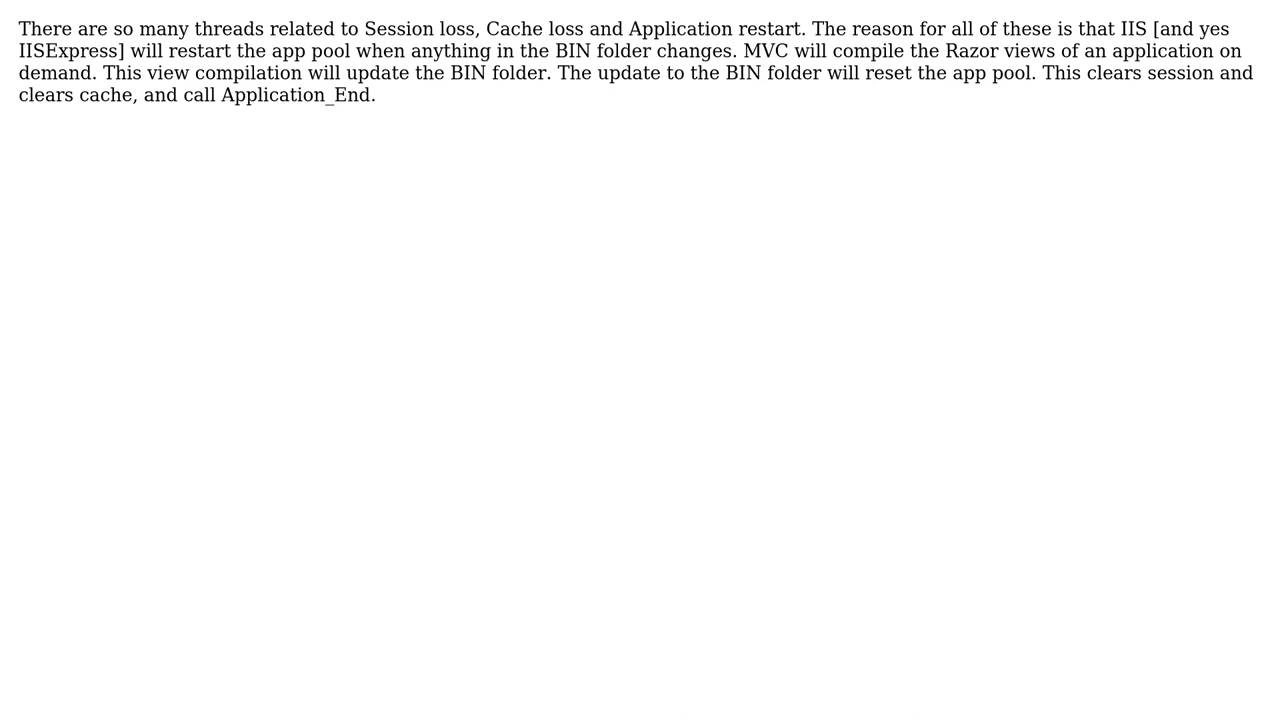 There are so many threads related to Session loss, Cache loss and Application restart. The reason for all of these is that IIS [and yes
IISExpress] will restart the app pool when anything in the BIN folder changes. MVC will compile the Razor views of an application on
demand. This view compilation will update the BIN folder. The update to the BIN folder will reset the app pool. This clears session and
clears cache, and call Application_End.